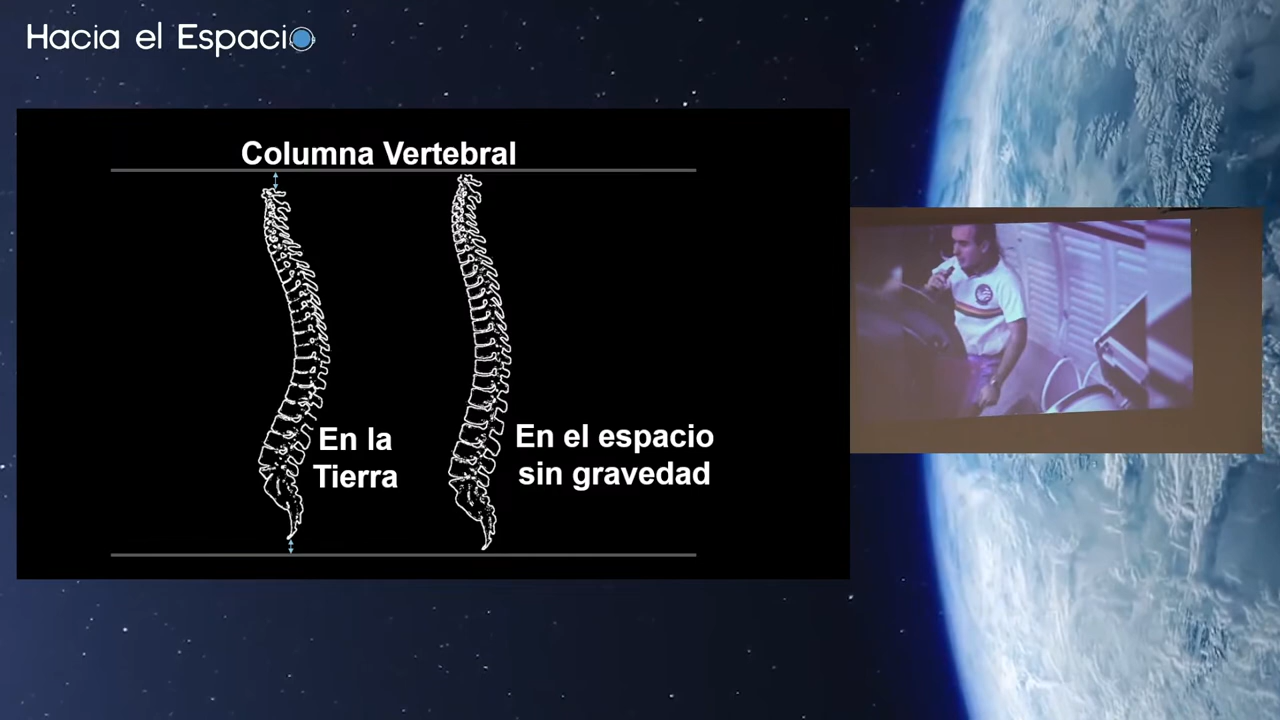 Hacia el Espacio
Columna Vertebral
En la
Tierra
En el espacio
sin gravedad